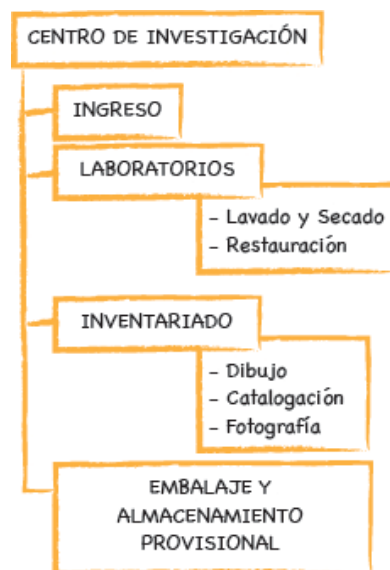 CENTRO DE INVESTIGACIÓN
INGRESO
LABORATORIOS
- Lavado y Secado
- Restauración
INVENTARIADO
- Dibujo
- Catalogación
- Fotografía
EMBALAJE Y
ALMACENAMIENTO
PROVISIONAL